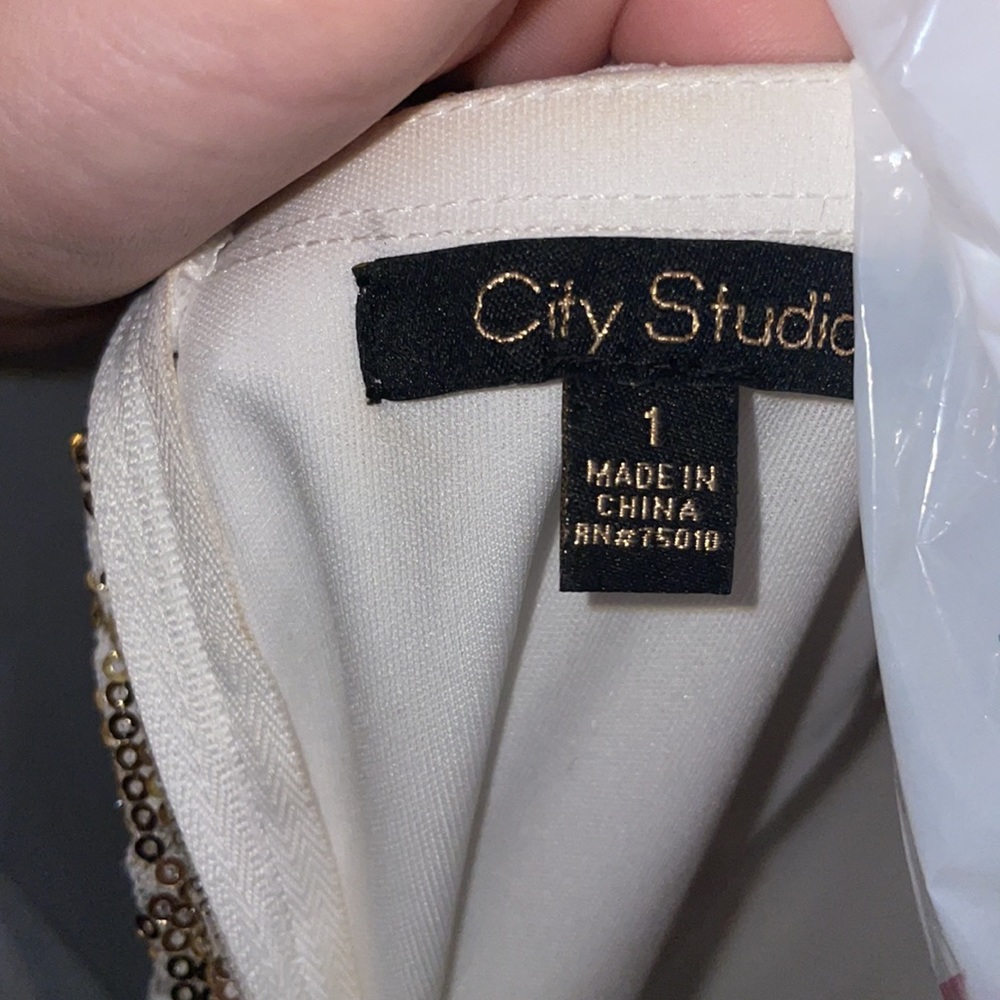 City Studio
1
MADE IN
CHINA
RN#75010